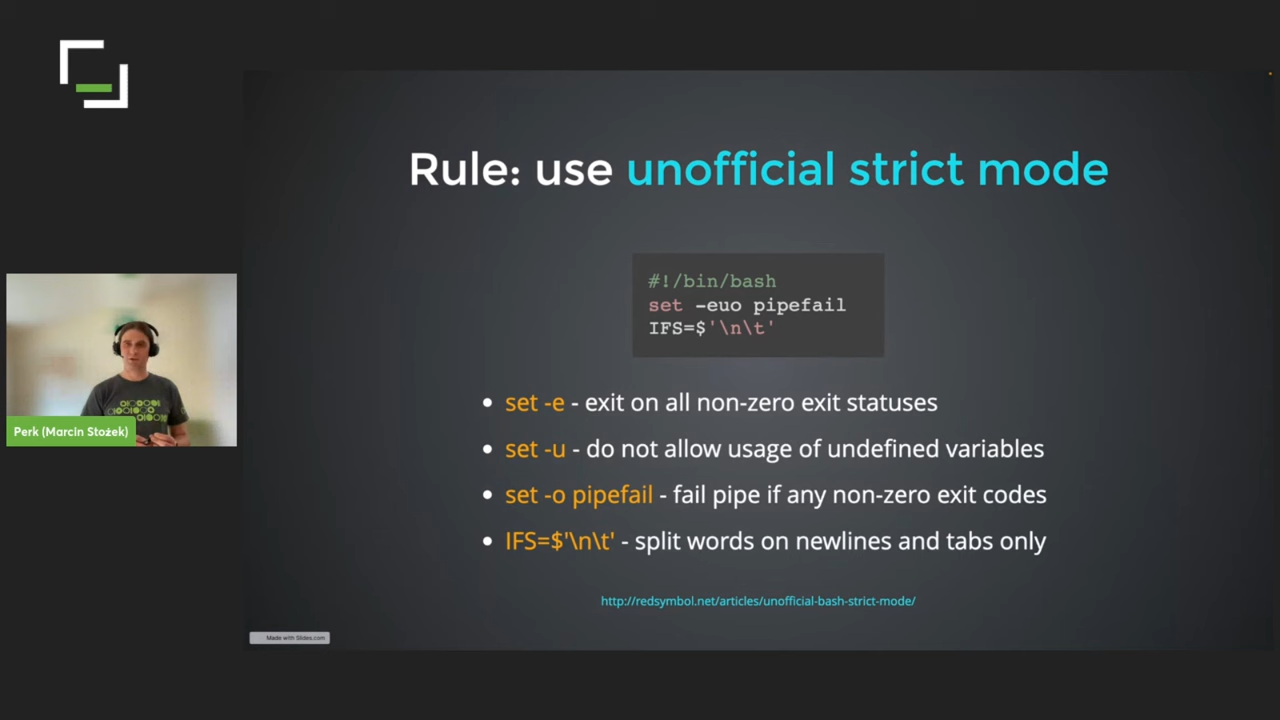 Rule: use unofficial strict mode
#!/bin/bash
set -euo pipefail
IFS=$'\n\t'
set -e - exit on all non-zero exit statuses
set -u - do not allow usage of undefined variables
set -o pipefail - fail pipe if any non-zero exit codes
IFS=$'\n\t' - split words on newlines and tabs only
http://redsymbol.net/articles/unofficial-bash-strict-mode/
Made with Slides.com
Perk (Marcin Stożek)